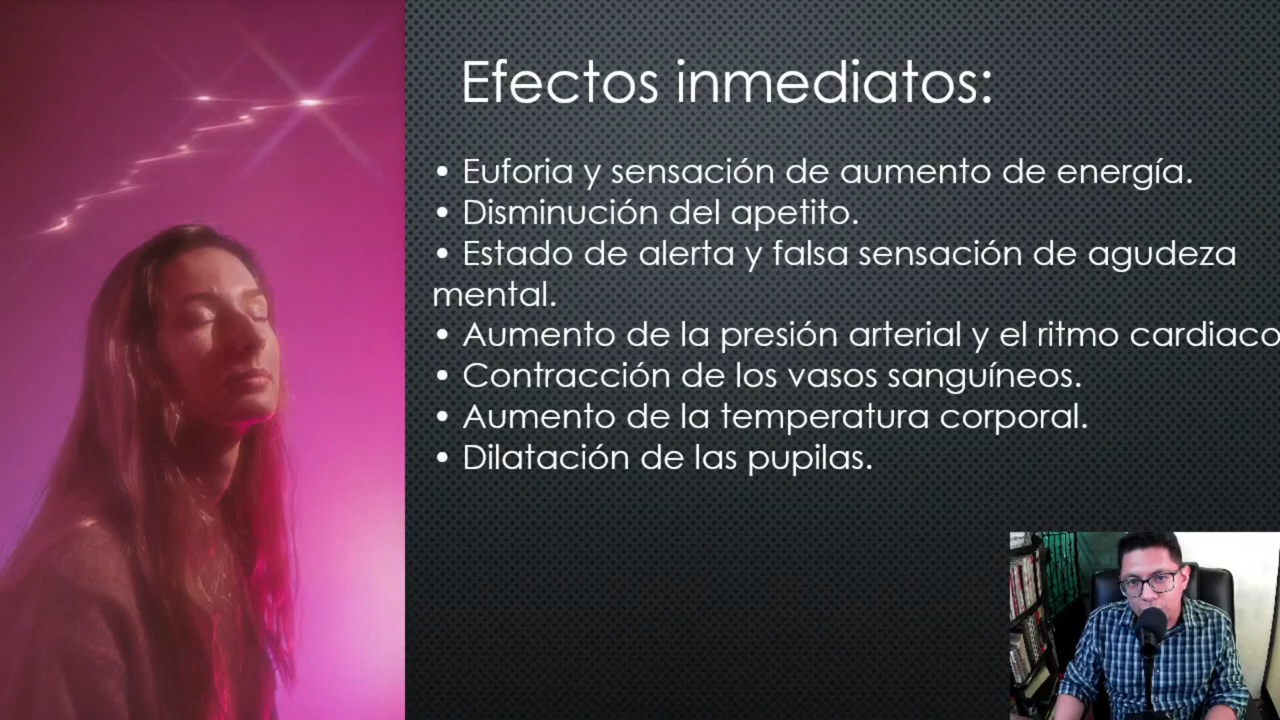 Efectos inmediatos:
• Euforia y sensación de aumento de energía.
• Disminución del apetito.
• Estado de alerta y falsa sensación de agudeza
mental.
• Aumento de la presión arterial y el ritmo cardiaco
• Contracción de los vasos sanguíneos.
• Aumento de la temperatura corporal.
• Dilatación de las pupilas.